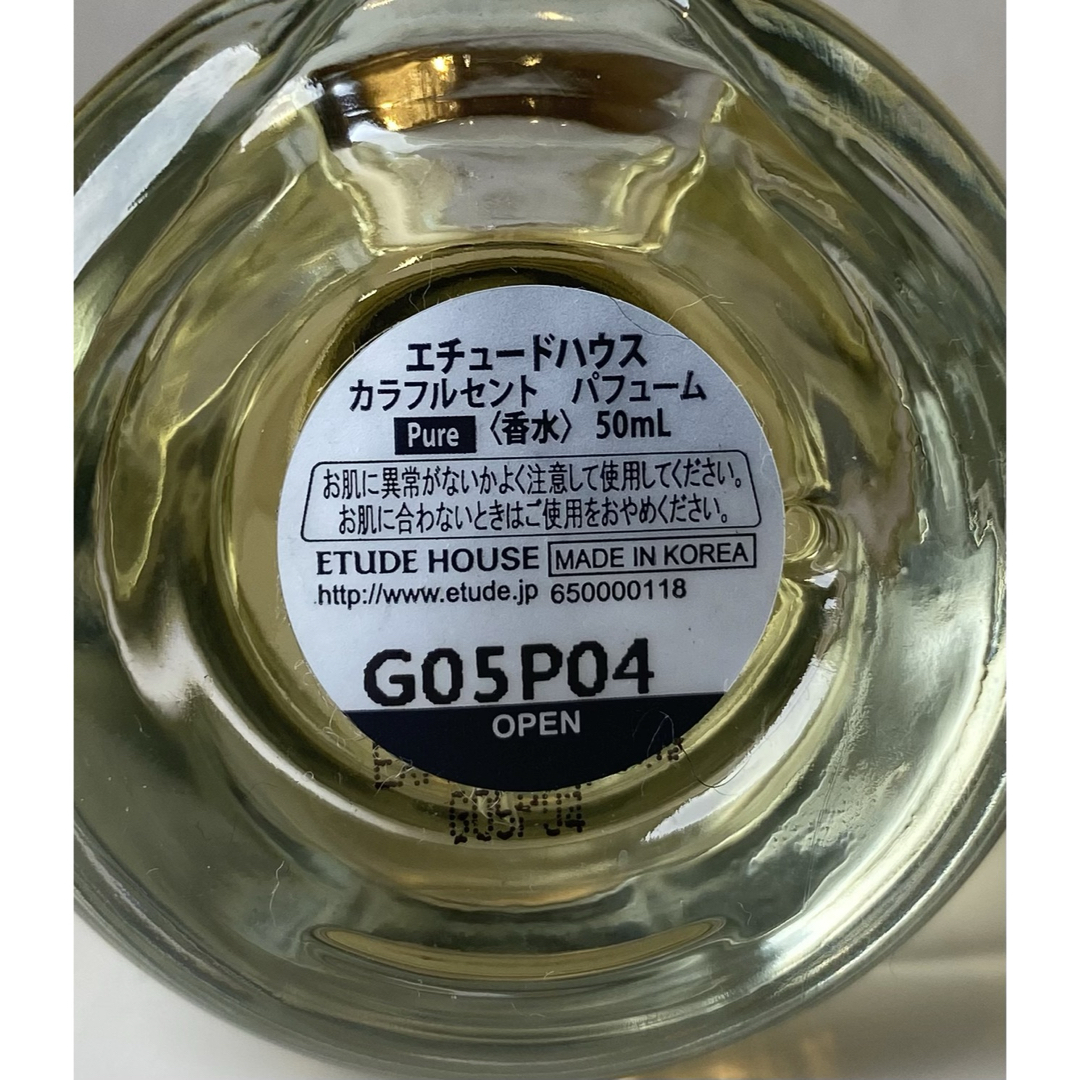 エチュードハウス
カラフルセント　パフューム
Pure 〈香水〉 50mL
お肌に異常がないかよく注意して使用してください。
お肌に合わないときはご使用をおやめください。
ETUDE HOUSE MADE IN KOREA
http://www.etude.jp 650000118
G05P04
OPEN
G05P04